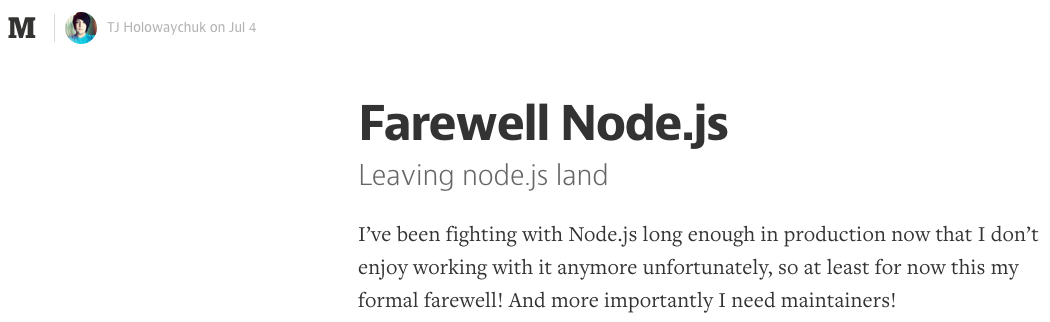 M
TJ Holowaychuk on Jul 4
Farewell Node.js
Leaving node.js land
I’ve been fighting with Node.js long enough in production now that I don’t
enjoy working with it anymore unfortunately, so at least for now this my
formal farewell! And more importantly I need maintainers!